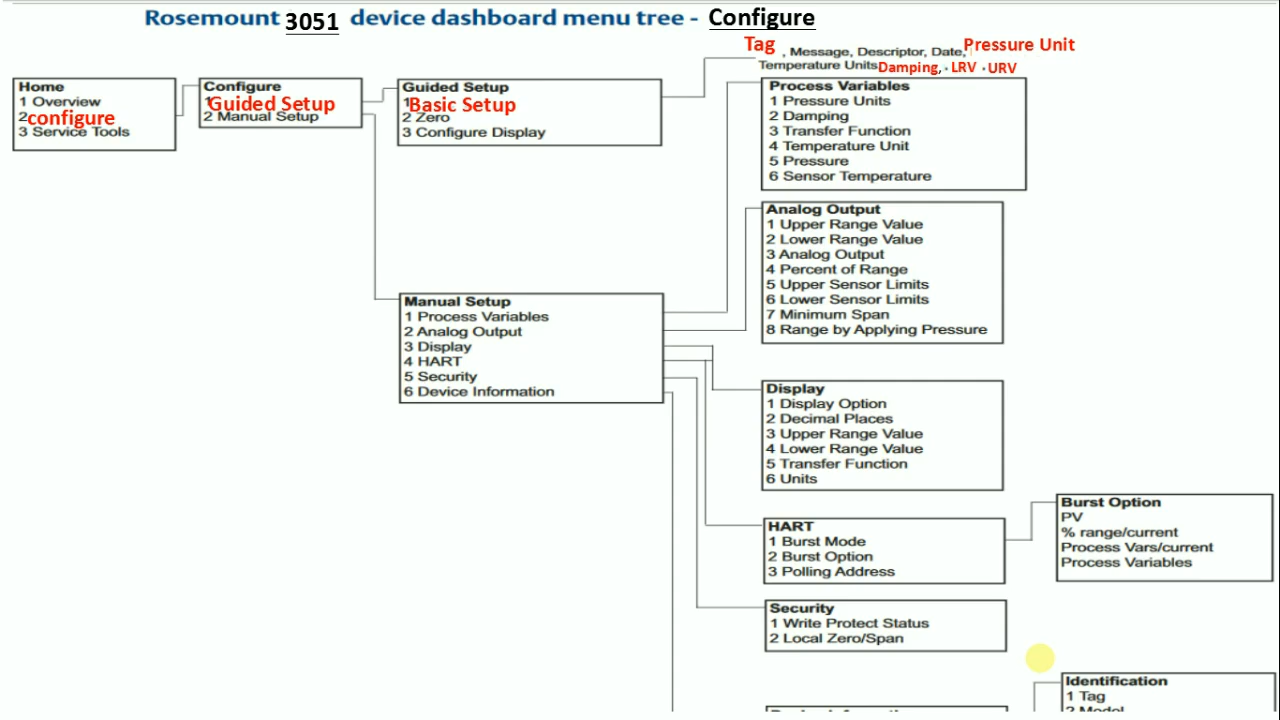 Rosemount 3051 device dashboard menu tree - Configure
Tag , Message, Descriptor, Date, Pressure Unit
Temperature Units Damping, LRV URV
Home
1 Overview
2 configure
3 Service Tools
Configure
1 Guided Setup
2 Manual Setup
Guided Setup
1 Basic Setup
2 Zero
3 Configure Display
Process Variables
1 Pressure Units
2 Damping
3 Transfer Function
4 Temperature Unit
5 Pressure
6 Sensor Temperature
Analog Output
1 Upper Range Value
2 Lower Range Value
3 Analog Output
4 Percent of Range
5 Upper Sensor Limits
6 Lower Sensor Limits
7 Minimum Span
8 Range by Applying Pressure
Manual Setup
1 Process Variables
2 Analog Output
3 Display
4 HART
5 Security
6 Device Information
Display
1 Display Option
2 Decimal Places
3 Upper Range Value
4 Lower Range Value
5 Transfer Function
6 Units
HART
1 Burst Mode
2 Burst Option
3 Polling Address
Burst Option
PV
% range/current
Process Vars/current
Process Variables
Security
1 Write Protect Status
2 Local Zero/Span
Identification
1 Tag
2 Model